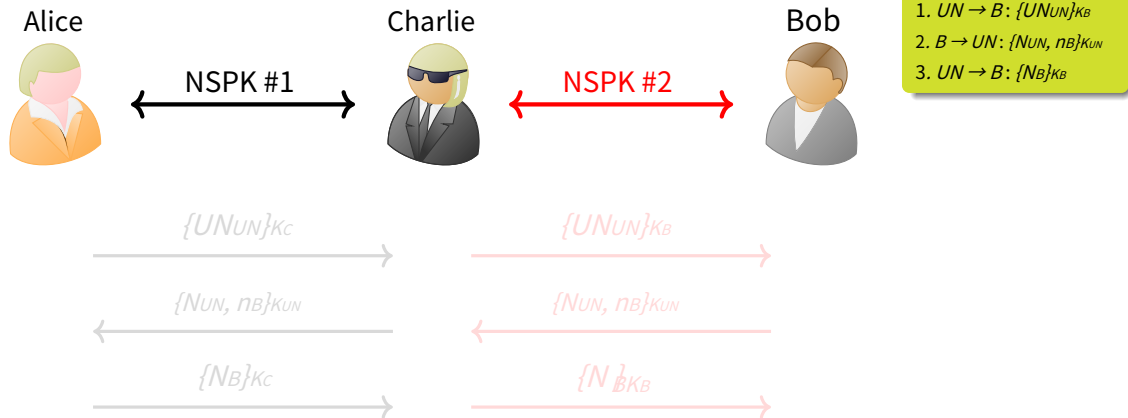 Alice
Charlie
Bob
1. UN → B: {UNUN}KB
2. B → UN: {NUN, nB}KUN
3. UN → B: {NB}KB
NSPK #1
NSPK #2
{UNUN}KC
{UNUN}KB
{NUN, nB}KUN
{NUN, nB}KUN
{NB}KC
{N B}KB